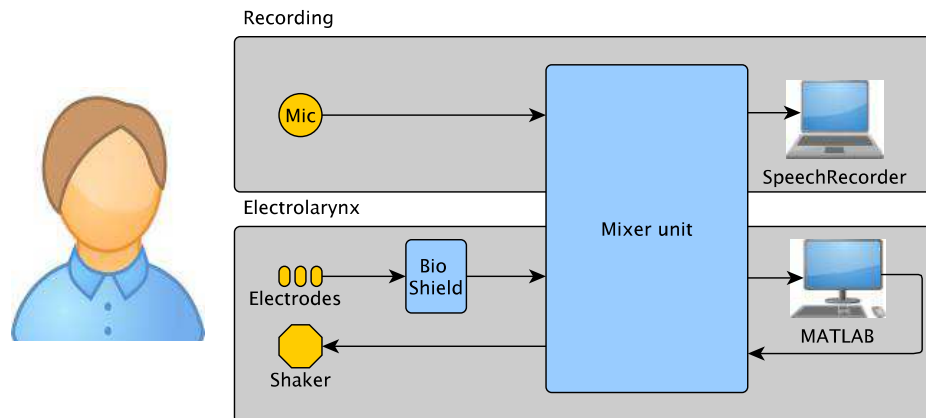 Recording
Mic
SpeechRecorder
Electrolarynx
Mixer unit
Bio
Shield
Electrodes
MATLAB
Shaker